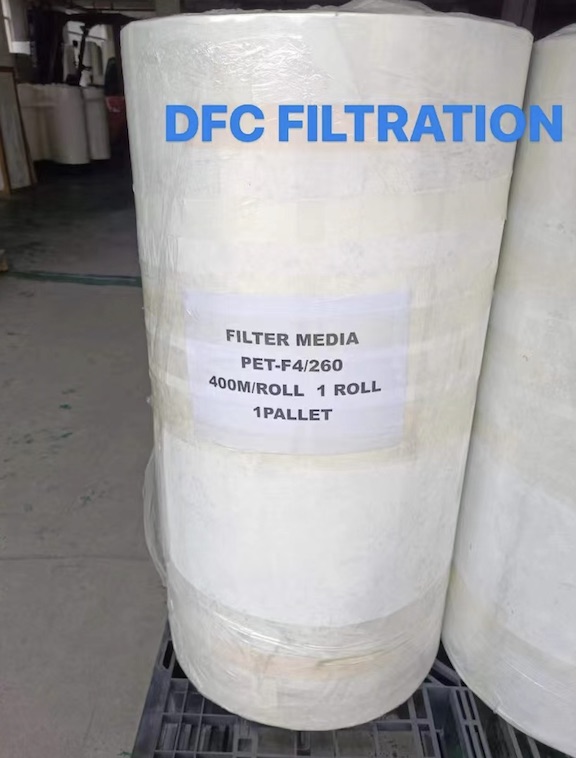 DFC FILTRATION
FILTER MEDIA
PET-F4/260
400M/ROLL 1 ROLL
1PALLET